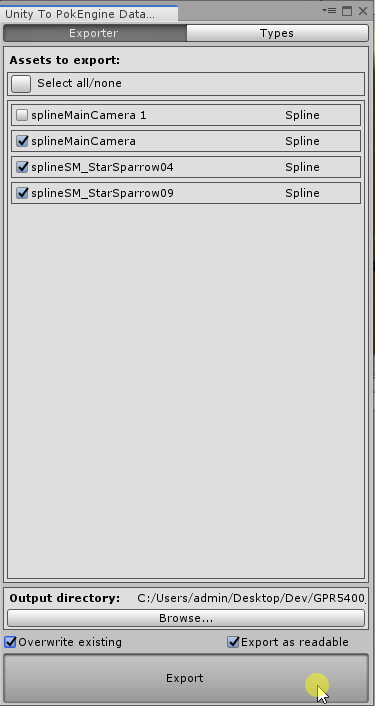 Unity To PokEngine Data...
Exporter Types
Assets to export:
Select all/none
splineMainCamera 1 Spline
splineMainCamera Spline
splineSM_StarSparrow04 Spline
splineSM_StarSparrow09 Spline
Output directory: C:/Users/admin/Desktop/Dev/GPR5400_
Browse...
Overwrite existing Export as readable
Export